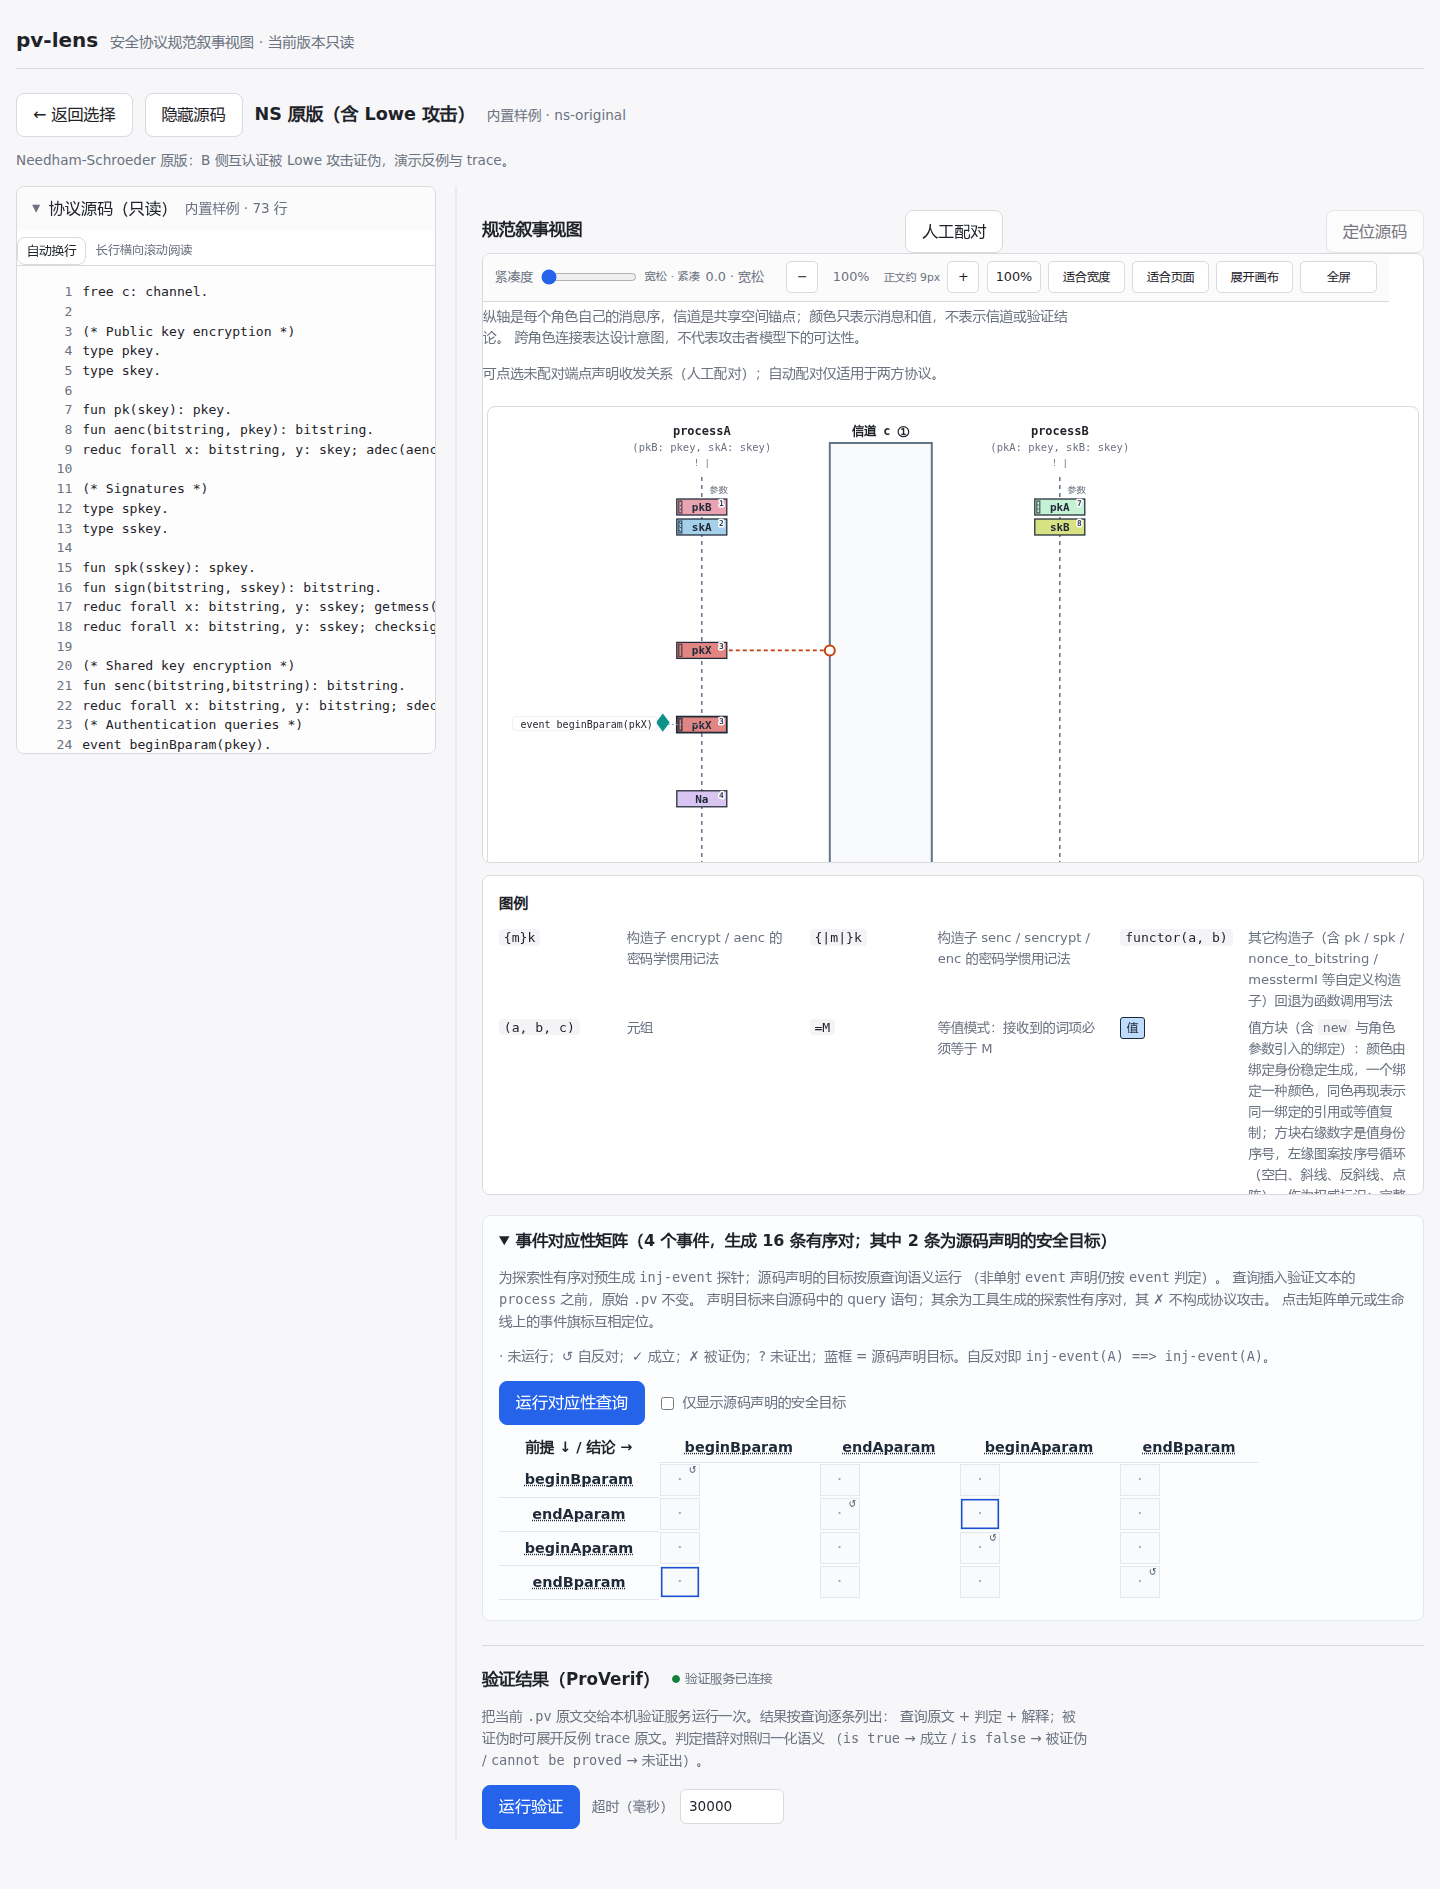 pv-lens 安全协议规范叙事视图 · 当前版本只读
← 返回选择 隐藏源码 NS 原版（含 Lowe 攻击） 内置样例 · ns-original
Needham-Schroeder 原版：B 侧互认证被 Lowe 攻击证伪，演示反例与 trace。
▼ 协议源码（只读） 内置样例 · 73 行
自动换行 长行横向滚动阅读
1 free c: channel.
2
3 (* Public key encryption *)
4 type pkey.
5 type skey.
6
7 fun pk(skey): pkey.
8 fun aenc(bitstring, pkey): bitstring.
9 reduc forall x: bitstring, y: skey; adec(aenc
10
11 (* Signatures *)
12 type spkey.
13 type sskey.
14
15 fun spk(sskey): spkey.
16 fun sign(bitstring, sskey): bitstring.
17 reduc forall x: bitstring, y: sskey; getmess(
18 reduc forall x: bitstring, y: sskey; checksig
19
20 (* Shared key encryption *)
21 fun senc(bitstring,bitstring): bitstring.
22 reduc forall x: bitstring, y: bitstring; sdec
23 (* Authentication queries *)
24 event beginBparam(pkey).
规范叙事视图 人工配对 定位源码
紧凑度 宽松 · 紧凑 0.0 · 宽松 − 100% 正文约 9px + 100% 适合宽度 适合页面 展开画布 全屏
纵轴是每个角色自己的消息序，信道是共享空间锚点；颜色只表示消息和值，不表示信道或验证结
论。 跨角色连接表达设计意图，不代表攻击者模型下的可达性。
可点选未配对端点声明收发关系（人工配对）；自动配对仅适用于两方协议。
processA 信道 c ① processB
(pkB: pkey, skA: skey) (pkA: pkey, skB: skey)
! | ! |
参数 参数
pkB 1 pkA 7
skA 2 skB 8
pkX 3
event beginBparam(pkX) pkX 3
Na 4
图例
{m}k 构造子 encrypt / aenc 的
密码学惯用记法
{|m|}k 构造子 senc / sencrypt /
enc 的密码学惯用记法
functor(a, b) 其它构造子（含 pk / spk /
nonce_to_bitstring /
messtermI 等自定义构造
子）回退为函数调用写法
(a, b, c) 元组
=M 等值模式：接收到的词项必
须等于 M
值 值方块（含 new 与角色
参数引入的绑定）：颜色由
绑定身份稳定生成，一个绑
定一种颜色，同色再现表示
同一绑定的引用或等值复
制；方块右缘数字是值身份
序号，左缘图案按序号循环
（空白、斜线、反斜线、点
▼ 事件对应性矩阵（4 个事件，生成 16 条有序对；其中 2 条为源码声明的安全目标）
为探索性有序对预生成 inj-event 探针；源码声明的目标按原查询语义运行 （非单射 event 声明仍按 event 判定）。 查询插入验证文本的
process 之前，原始 .pv 不变。 声明目标来自源码中的 query 语句；其余为工具生成的探索性有序对，其 ✗ 不构成协议攻击。 点击矩阵单元或生命
线上的事件旗标互相定位。
· 未运行；↺ 自反对；✓ 成立；✗ 被证伪；? 未证出；蓝框 = 源码声明目标。自反对即 inj-event(A) ==> inj-event(A)。
运行对应性查询 仅显示源码声明的安全目标
前提 ↓ / 结论 → beginBparam endAparam beginAparam endBparam
beginBparam · ↺ · · ·
endAparam · · ↺ · ·
beginAparam · · · ↺ ·
endBparam · · · · ↺
验证结果（ProVerif） ● 验证服务已连接
把当前 .pv 原文交给本机验证服务运行一次。结果按查询逐条列出： 查询原文 + 判定 + 解释；被
证伪时可展开反例 trace 原文。判定措辞对照归一化语义 （is true → 成立 / is false → 被证伪
/ cannot be proved → 未证出）。
运行验证 超时（毫秒） 30000